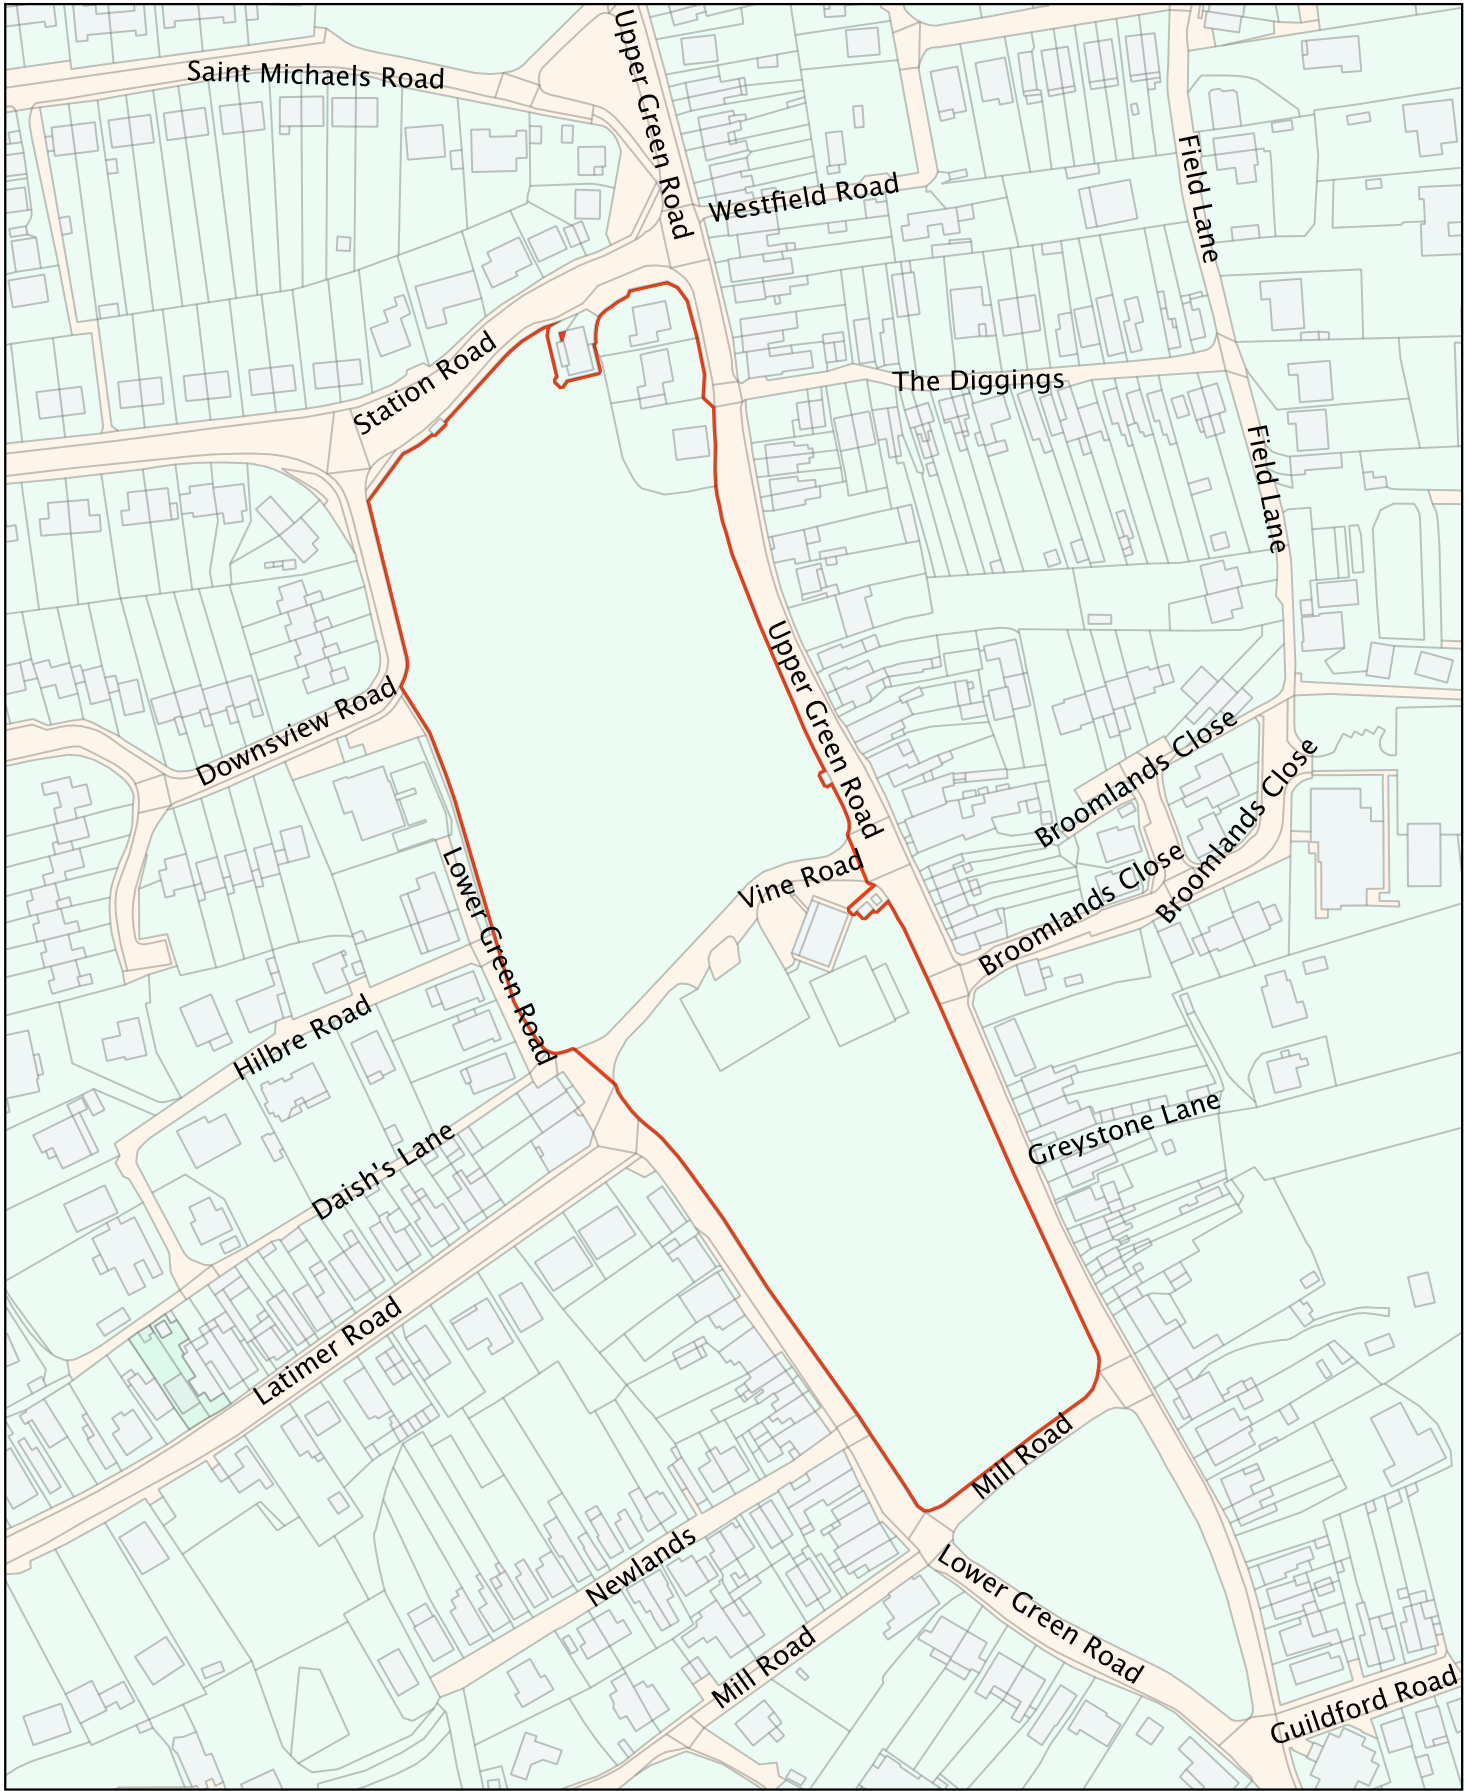 Upper Green Road
Saint Michaels Road
Field Lane
Westfield Road
Station Road
The Diggings
Field Lane
Upper Green Road
Downsview Road
Broomlands Close
Broomlands Close
Lower Green Road
Vine Road
Broomlands Close
Hilbre Road
Greystone Lane
Daish's Lane
Latimer Road
Mill Road
Newlands
Lower Green Road
Mill Road
Guildford Road